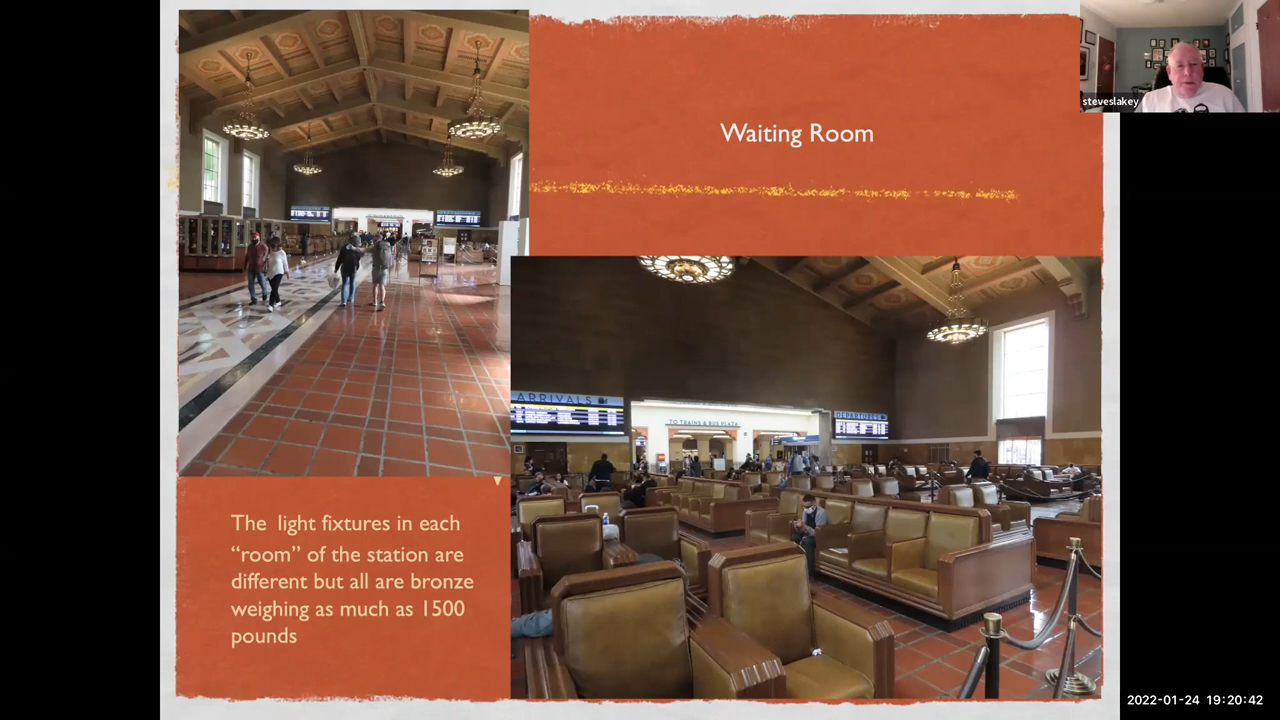 steveslakey
Waiting Room
ARRIVALS
TO TRAINS & BUS PLAZA
DEPARTURES
The light fixtures in each
“room” of the station are
different but all are bronze
weighing as much as 1500
pounds
2022-01-24 19:20:42